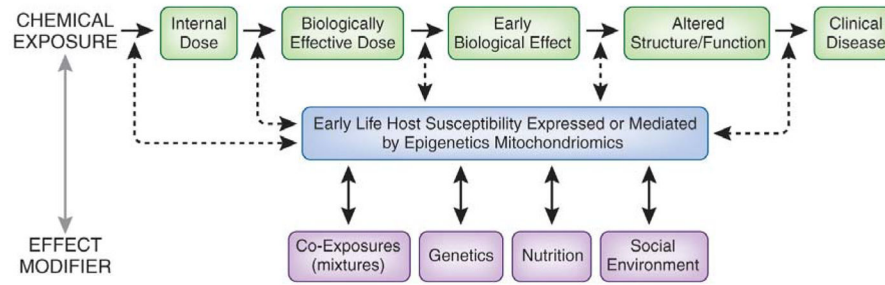 CHEMICAL
EXPOSURE
Internal
Dose
Biologically
Effective Dose
Early
Biological Effect
Altered
Structure/Function
Clinical
Disease
Early Life Host Susceptibility Expressed or Mediated
by Epigenetics Mitochondriomics
EFFECT
MODIFIER
Co-Exposures
(mixtures)
Genetics
Nutrition
Social
Environment